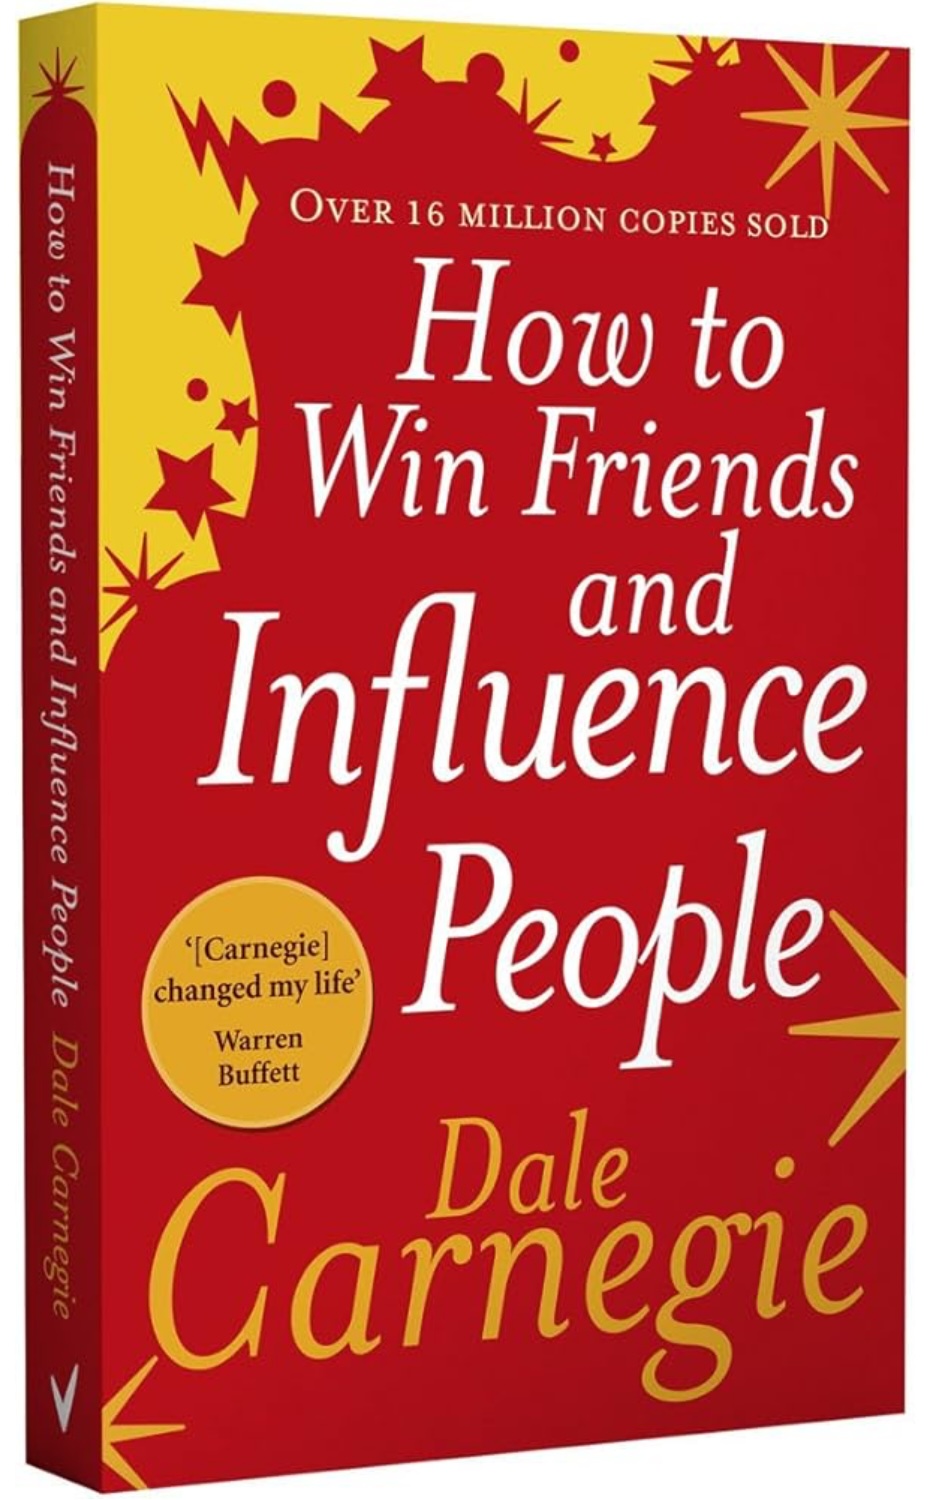 How to Win Friends and Influence People Dale Carnegie
OVER 16 MILLION COPIES SOLD
How to
Win Friends
and
Influence
People
‘[Carnegie]
changed my life’
Warren
Buffett
Dale
Carnegie